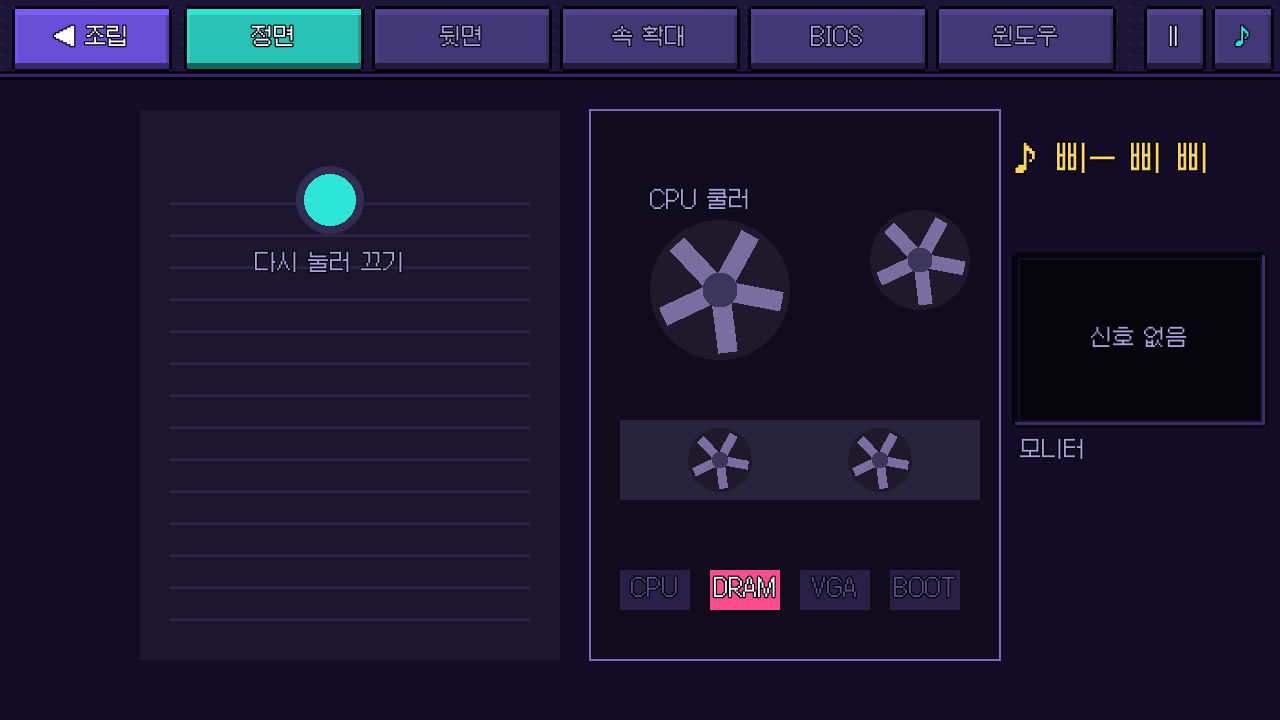 ◀ 조립
정면
뒷면
속 확대
BIOS
윈도우
II
♪
다시 눌러 끄기
CPU 쿨러
♪ 삐— 삐 삐
신호 없음
모니터
CPU
DRAM
VGA
BOOT